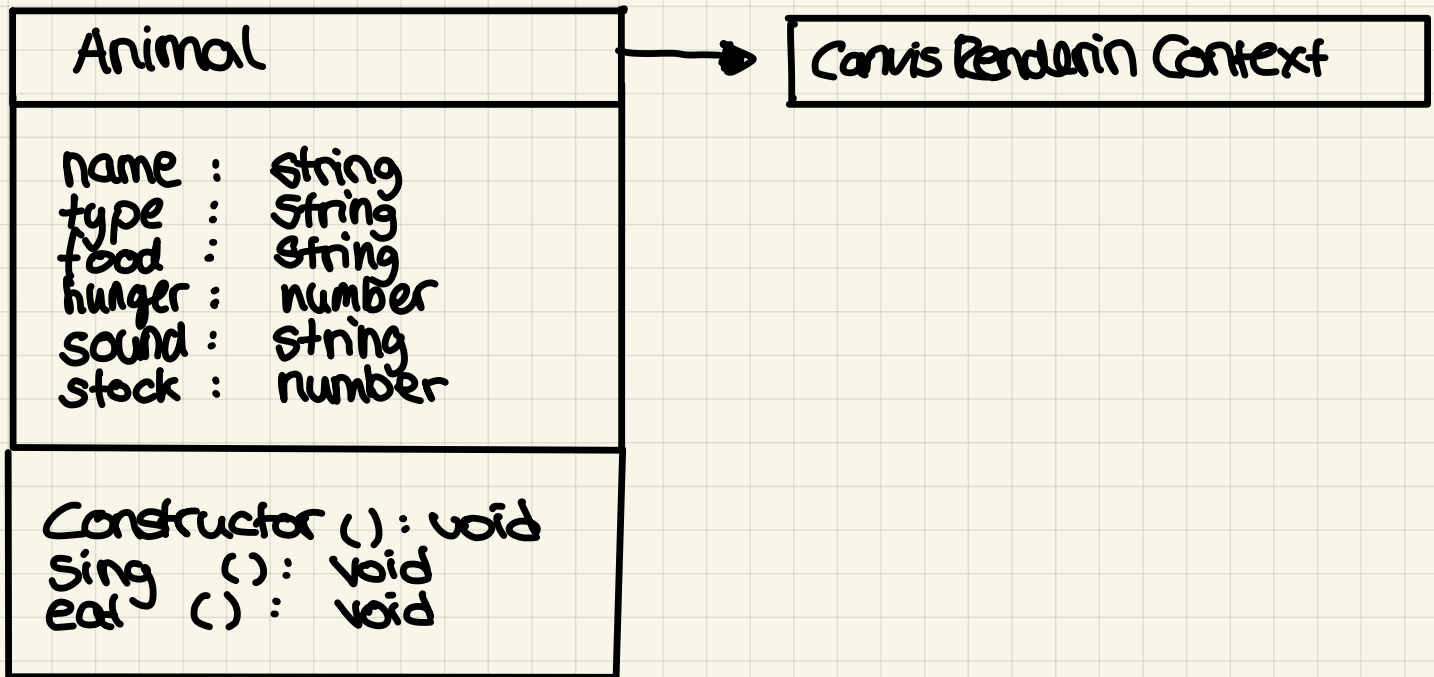 Animal
Canvis Renderin Context
name : string
type : string
food : string
hunger : number
sound : string
stock : number
Constructor () : void
Sing () : void
eat () : void